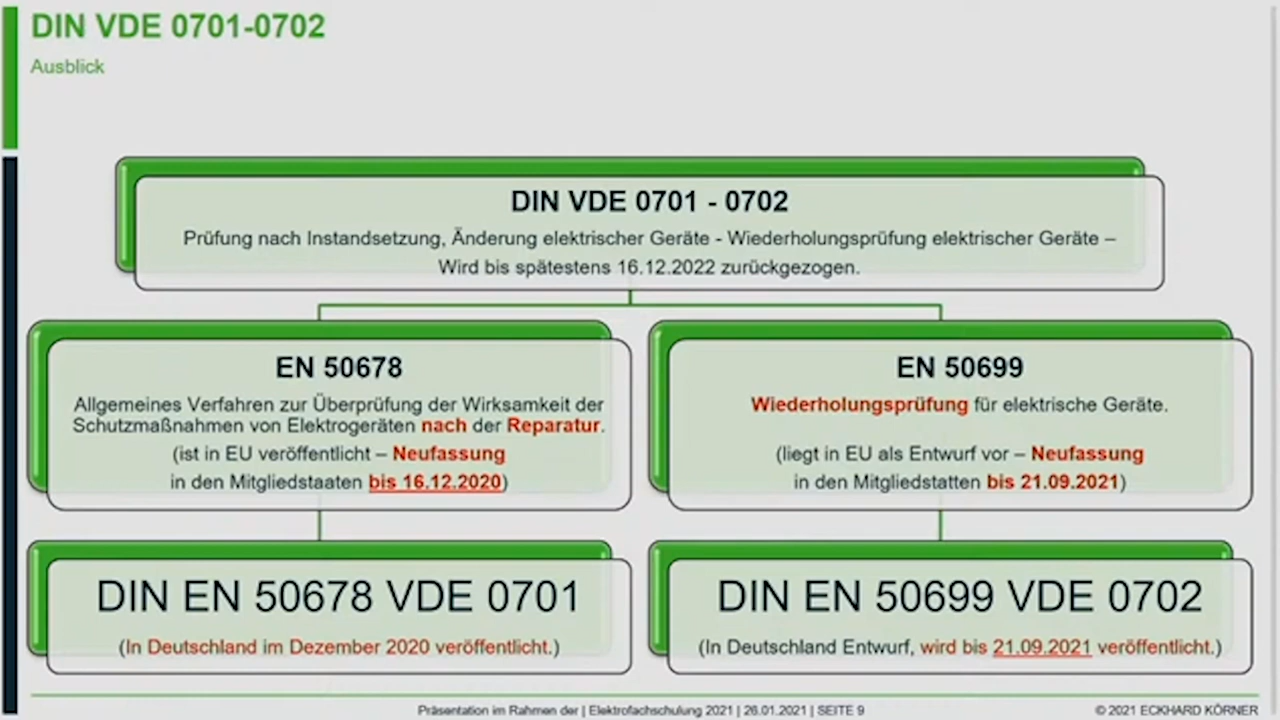 DIN VDE 0701-0702
Ausblick
DIN VDE 0701 - 0702
Prüfung nach Instandsetzung, Änderung elektrischer Geräte - Wiederholungsprüfung elektrischer Geräte –
Wird bis spätestens 16.12.2022 zurückgezogen.
EN 50678
Allgemeines Verfahren zur Überprüfung der Wirksamkeit der
Schutzmaßnahmen von Elektrogeräten nach der Reparatur.
(ist in EU veröffentlicht – Neufassung
in den Mitgliedstaaten bis 16.12.2020)
EN 50699
Wiederholungsprüfung für elektrische Geräte.
(liegt in EU als Entwurf vor – Neufassung
in den Mitgliedstatten bis 21.09.2021)
DIN EN 50678 VDE 0701
(In Deutschland im Dezember 2020 veröffentlicht.)
DIN EN 50699 VDE 0702
(In Deutschland Entwurf, wird bis 21.09.2021 veröffentlicht.)
Präsentation im Rahmen der | Elektrofachschulung 2021 | 26.01.2021 | SEITE 9
© 2021 ECKHARD KÖRNER